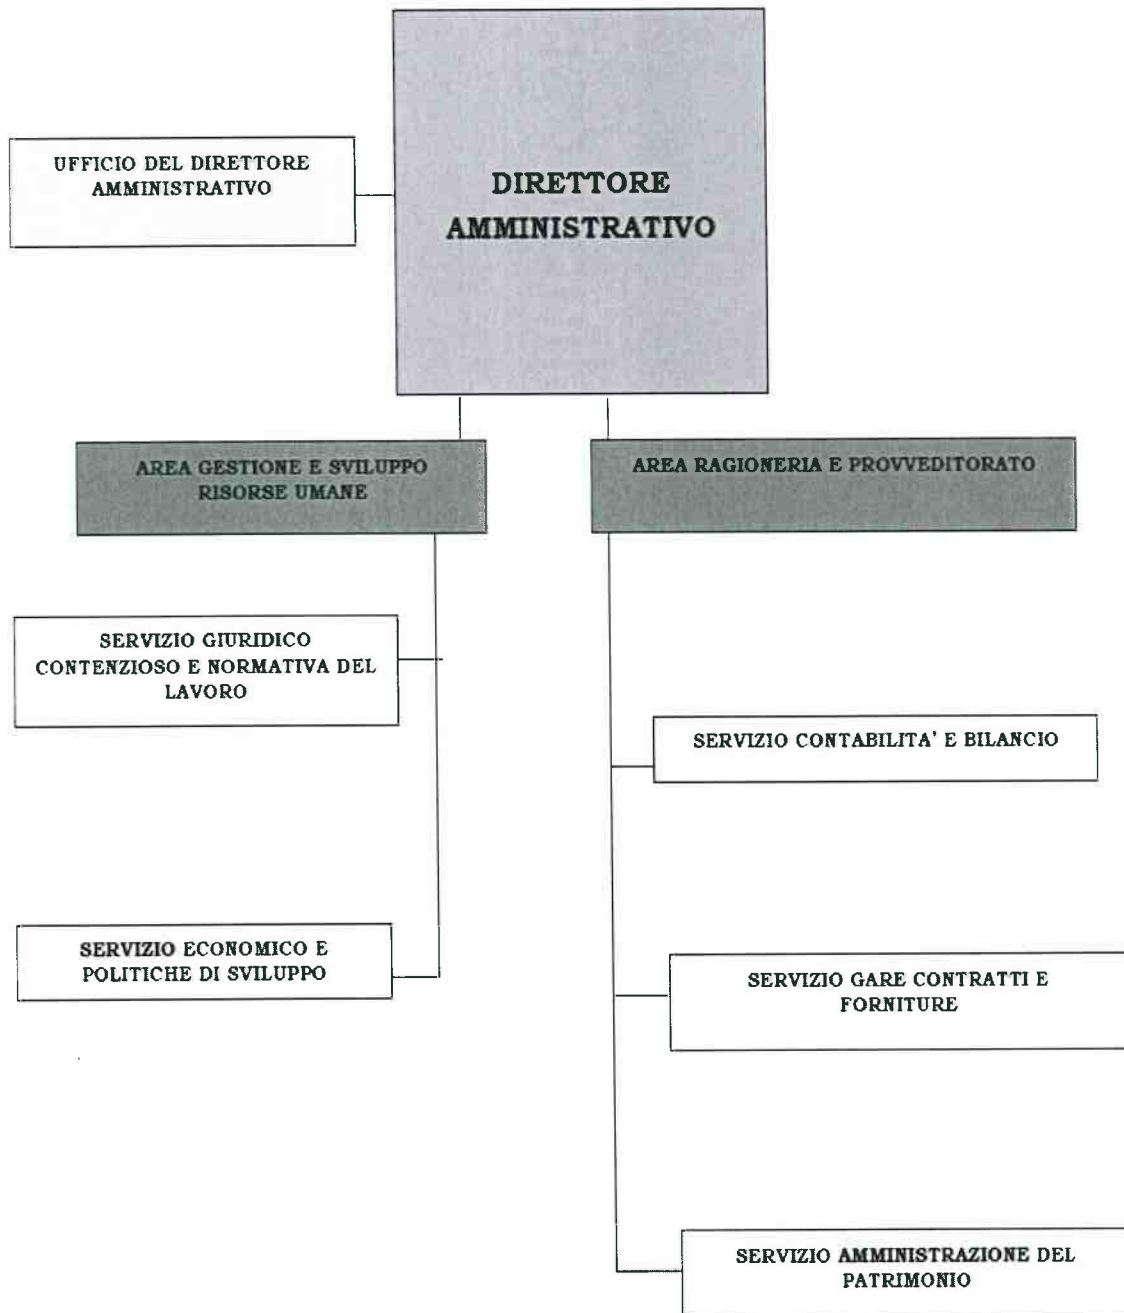 UFFICIO DEL DIRETTORE
AMMINISTRATIVO
DIRETTORE
AMMINISTRATIVO
AREA GESTIONE E SVILUPPO
RISORSE UMANE
AREA RAGIONERIA E PROVVEDITORATO
SERVIZIO GIURIDICO
CONTENZIOSO E NORMATIVA DEL
LAVORO
SERVIZIO CONTABILITA' E BILANCIO
SERVIZIO ECONOMICO E
POLITICHE DI SVILUPPO
SERVIZIO GARE CONTRATTI E
FORNITURE
SERVIZIO AMMINISTRAZIONE DEL
PATRIMONIO